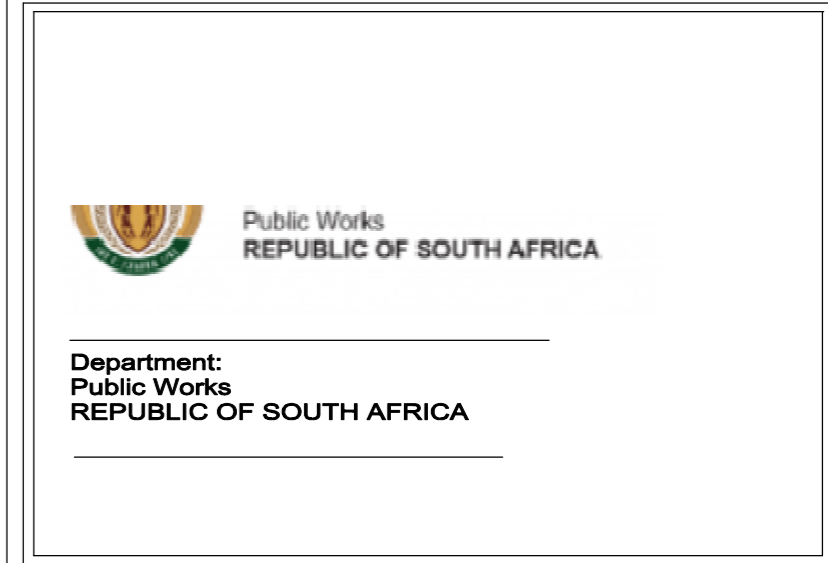 Public Works
REPUBLIC OF SOUTH AFRICA
Department:
Public Works
REPUBLIC OF SOUTH AFRICA